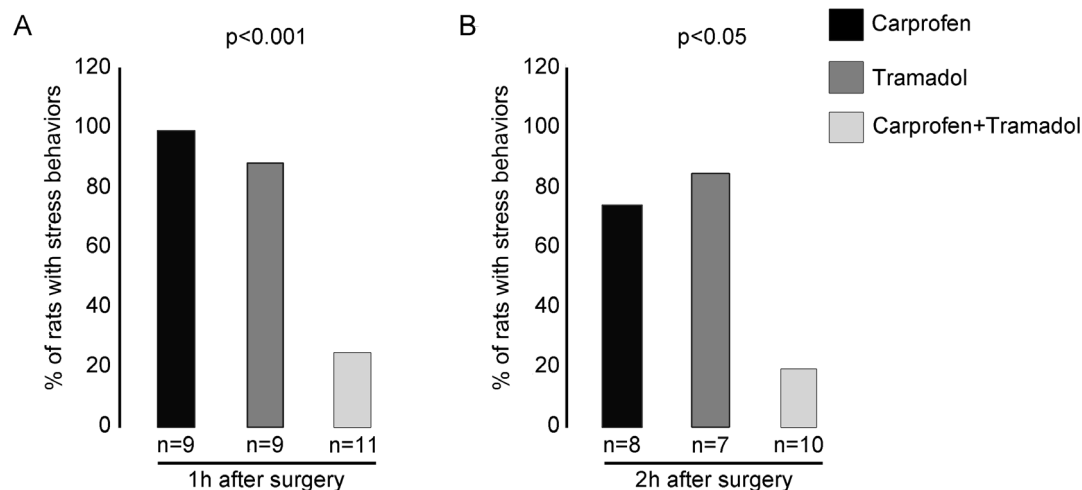 A
p<0.001
% of rats with stress behaviors
120
100
80
60
40
20
0
n=9
n=9
n=11
1h after surgery
B
p<0.05
% of rats with stress behaviors
120
100
80
60
40
20
0
n=8
n=7
n=10
2h after surgery
Carprofen
Tramadol
Carprofen+Tramadol